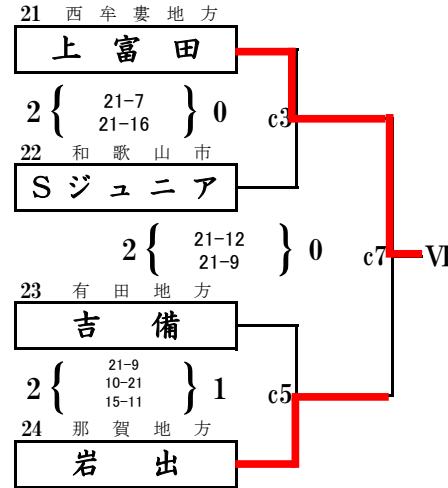 21 西牟婁地方
上富田
2 { 21-7 } 0
21-16
c3
22 和歌山市
Sジュニア
2 { 21-12 } 0
21-9
c7 Ⅵ
23 有田地方
吉備
2 { 21-9 } 1
10-21
15-11
c5
24 那賀地方
岩出